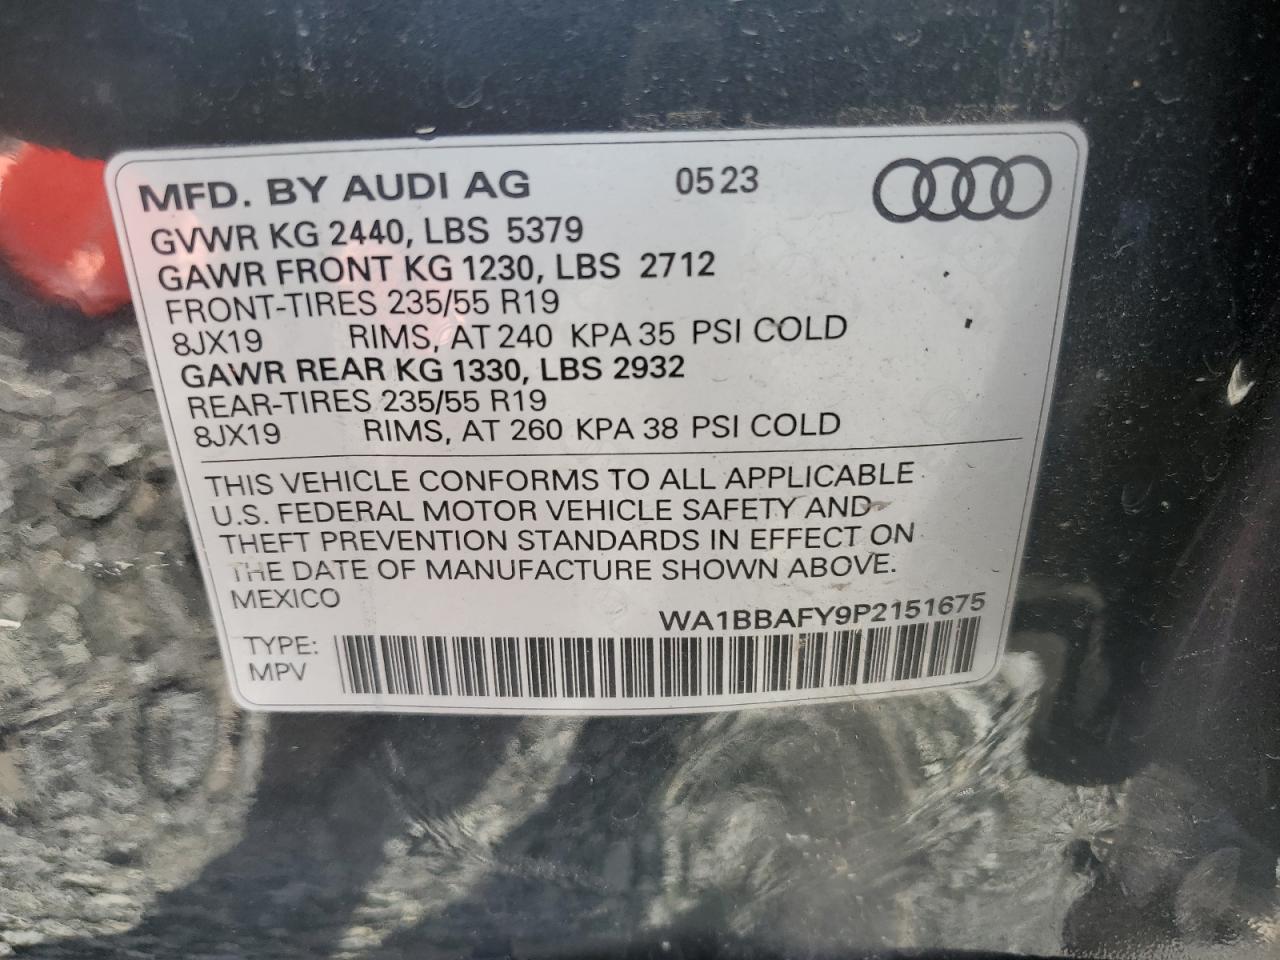 MFD. BY AUDI AG 0523
GVWR KG 2440, LBS 5379
GAWR FRONT KG 1230, LBS 2712
FRONT-TIRES 235/55 R19
8JX19 RIMS, AT 240 KPA 35 PSI COLD
GAWR REAR KG 1330, LBS 2932
REAR-TIRES 235/55 R19
8JX19 RIMS, AT 260 KPA 38 PSI COLD
THIS VEHICLE CONFORMS TO ALL APPLICABLE
U.S. FEDERAL MOTOR VEHICLE SAFETY AND
THEFT PREVENTION STANDARDS IN EFFECT ON
THE DATE OF MANUFACTURE SHOWN ABOVE.
MEXICO
WA1BBAFY9P2151675
TYPE:
MPV